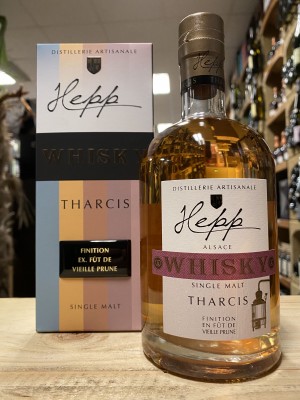 DISTILLERIE ARTISANALE
Hepp
WHISKY
THARCIS
FINITION
EX. FÛT DE
VIEILLE PRUNE
SINGLE MALT
DISTILLERIE ARTISANALE
Hepp
ALSACE
WHISKY
SINGLE MALT
THARCIS
FINITION
EN FÛT DE
VIEILLE PRUNE